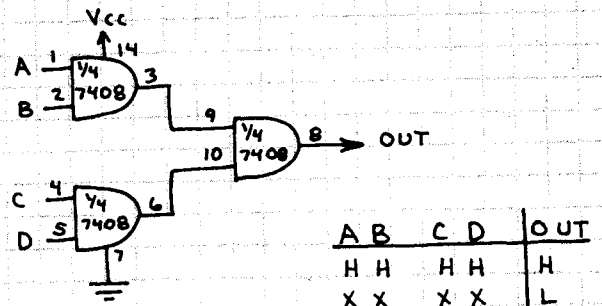 Vcc
14
A 1 1/4 7408 3
B 2
9 1/4 7408 8 OUT
10
C 4 1/4 7408 6
D 5
7
A B C D OUT
H H H H H
X X X X L